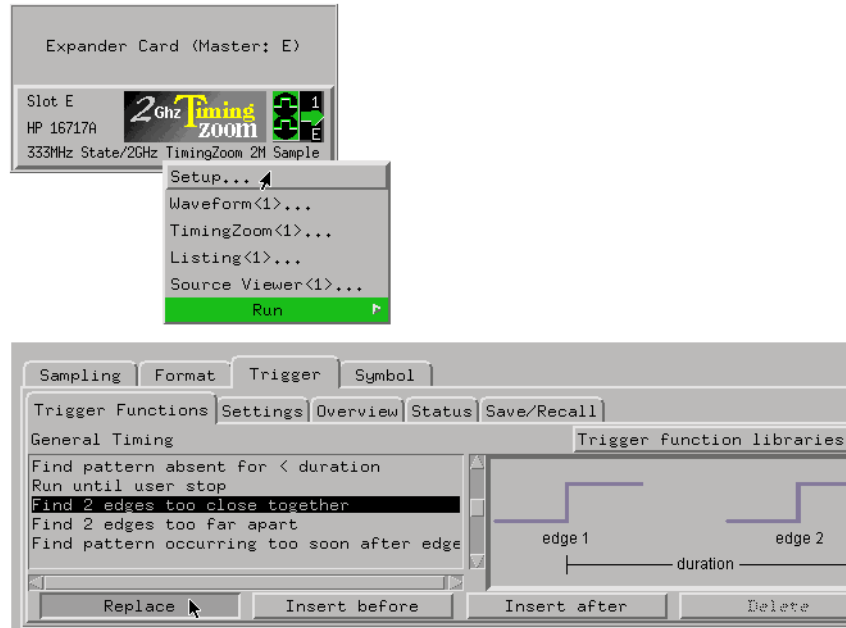 Expander Card (Master: E)
Slot E
HP 16717A
2Ghz Timing zoom
1
E
333MHz State/2GHz TimingZoom 2M Sample
Setup...
Waveform<1>...
TimingZoom<1>...
Listing<1>...
Source Viewer<1>...
Run
Sampling Format Trigger Symbol
Trigger Functions Settings Overview Status Save/Recall
General Timing Trigger function libraries
Find pattern absent for < duration
Run until user stop
Find 2 edges too close together
Find 2 edges too far apart
Find pattern occurring too soon after edge
edge 1 edge 2
duration
Replace Insert before Insert after Delete